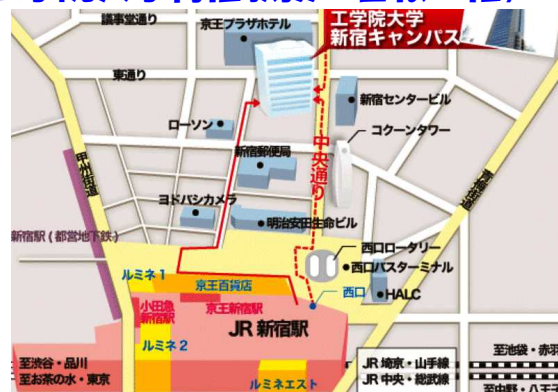 議事堂通り
京王プラザホテル
工学院大学
新宿キャンパス
東通り
新宿センタービル
ローソン
コクーンタワー
中央通り
新宿郵便局
甲州街道
ヨドバシカメラ
明治安田生命ビル
新宿駅(都営地下鉄)
西口ロータリー
西口バスターミナル
ルミネ1
京王百貨店
西口
HALC
小田急
新宿駅
京王新宿駅
JR 新宿駅
ルミネ2
至渋谷・品川
至お茶の水・東京
ルミネエスト
JR 埼京・山手線
JR 中央・総武線
至池袋・赤羽
至中野・八王子